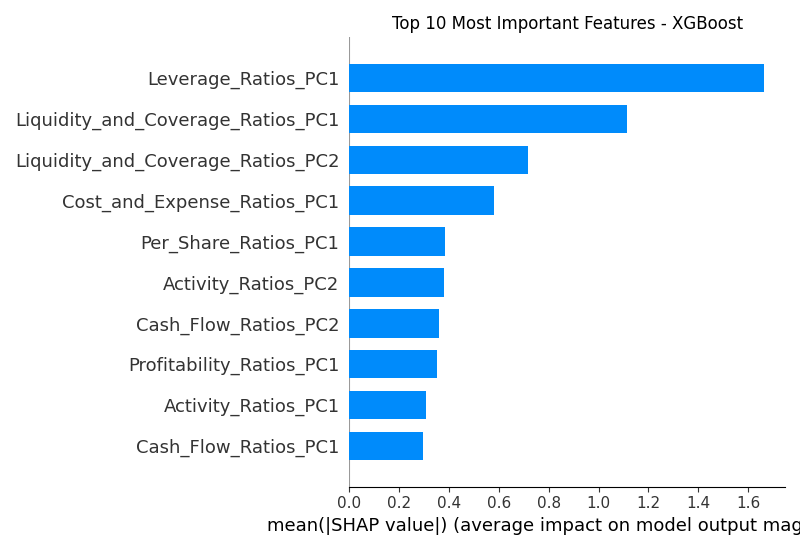 Top 10 Most Important Features - XGBoost
Leverage_Ratios_PC1
Liquidity_and_Coverage_Ratios_PC1
Liquidity_and_Coverage_Ratios_PC2
Cost_and_Expense_Ratios_PC1
Per_Share_Ratios_PC1
Activity_Ratios_PC2
Cash_Flow_Ratios_PC2
Profitability_Ratios_PC1
Activity_Ratios_PC1
Cash_Flow_Ratios_PC1
0.0 0.2 0.4 0.6 0.8 1.0 1.2 1.4 1.6
mean(|SHAP value|) (average impact on model output mag